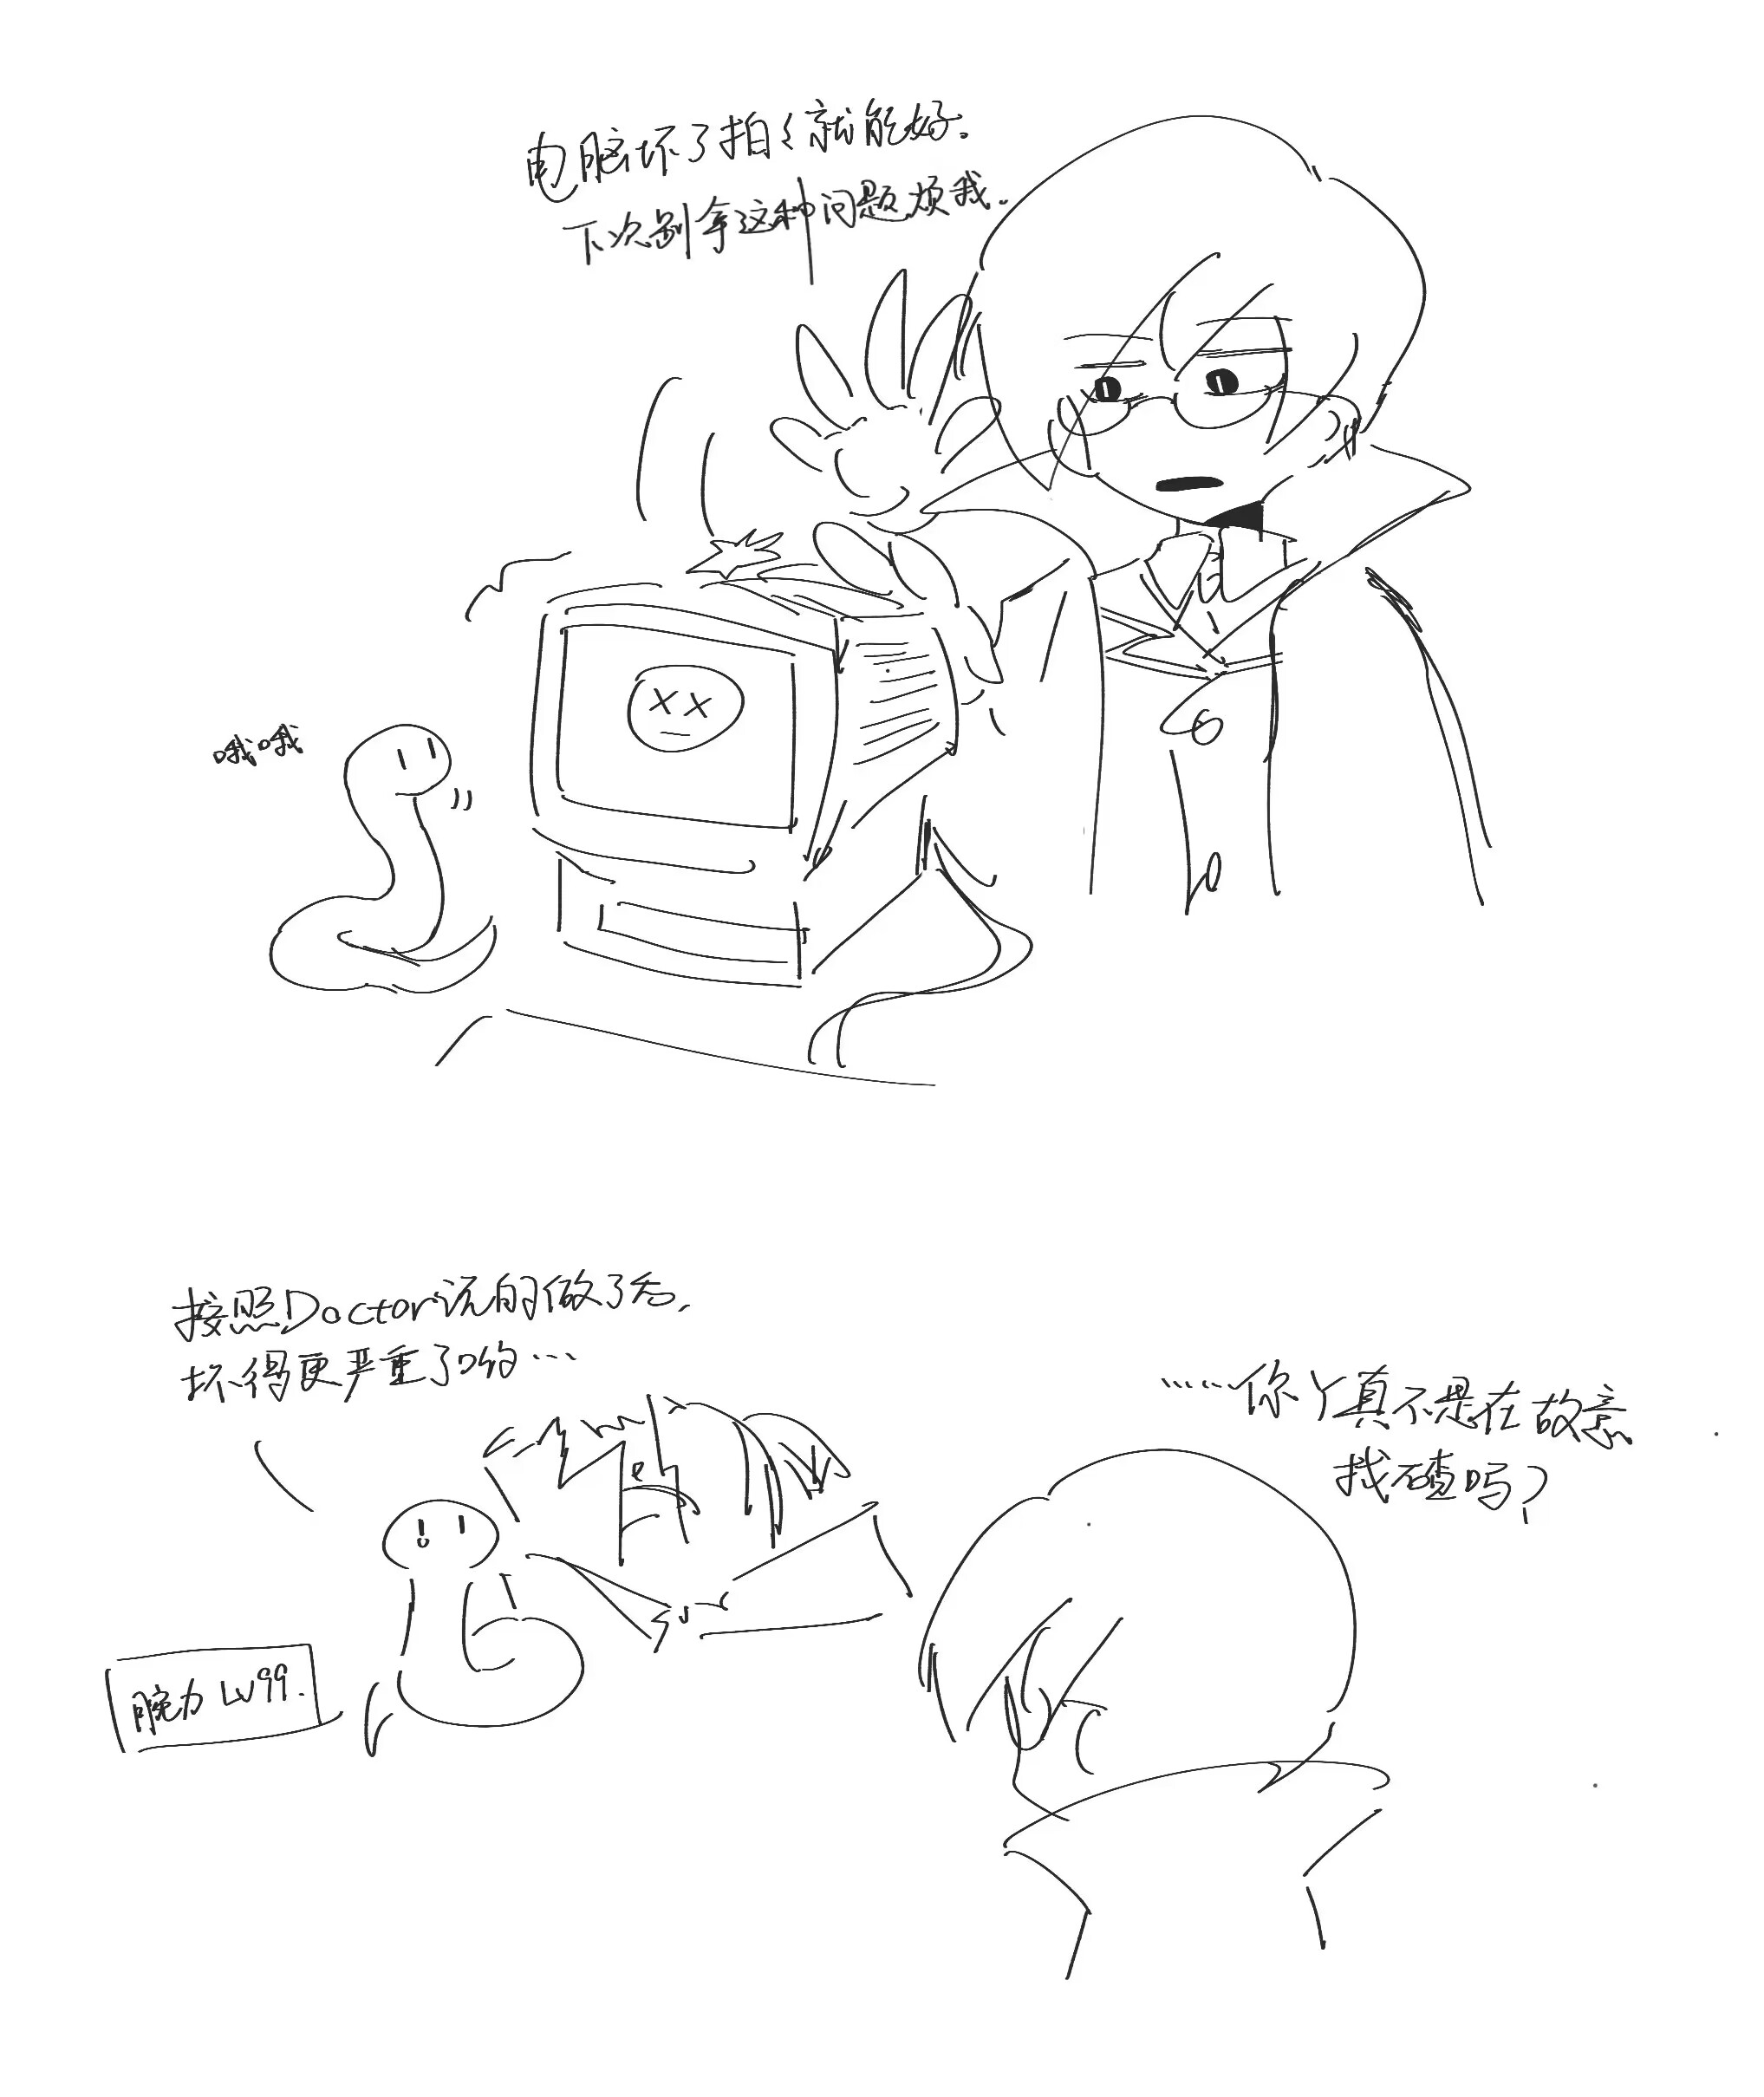 电脑坏了拍々就能好.
下次别拿这种问题烦我.
哦哦
按照Doctor说的做了后,
坏得更严重了哟…
……你丫真不是在故意
找碴吗?
腕力 LV99.